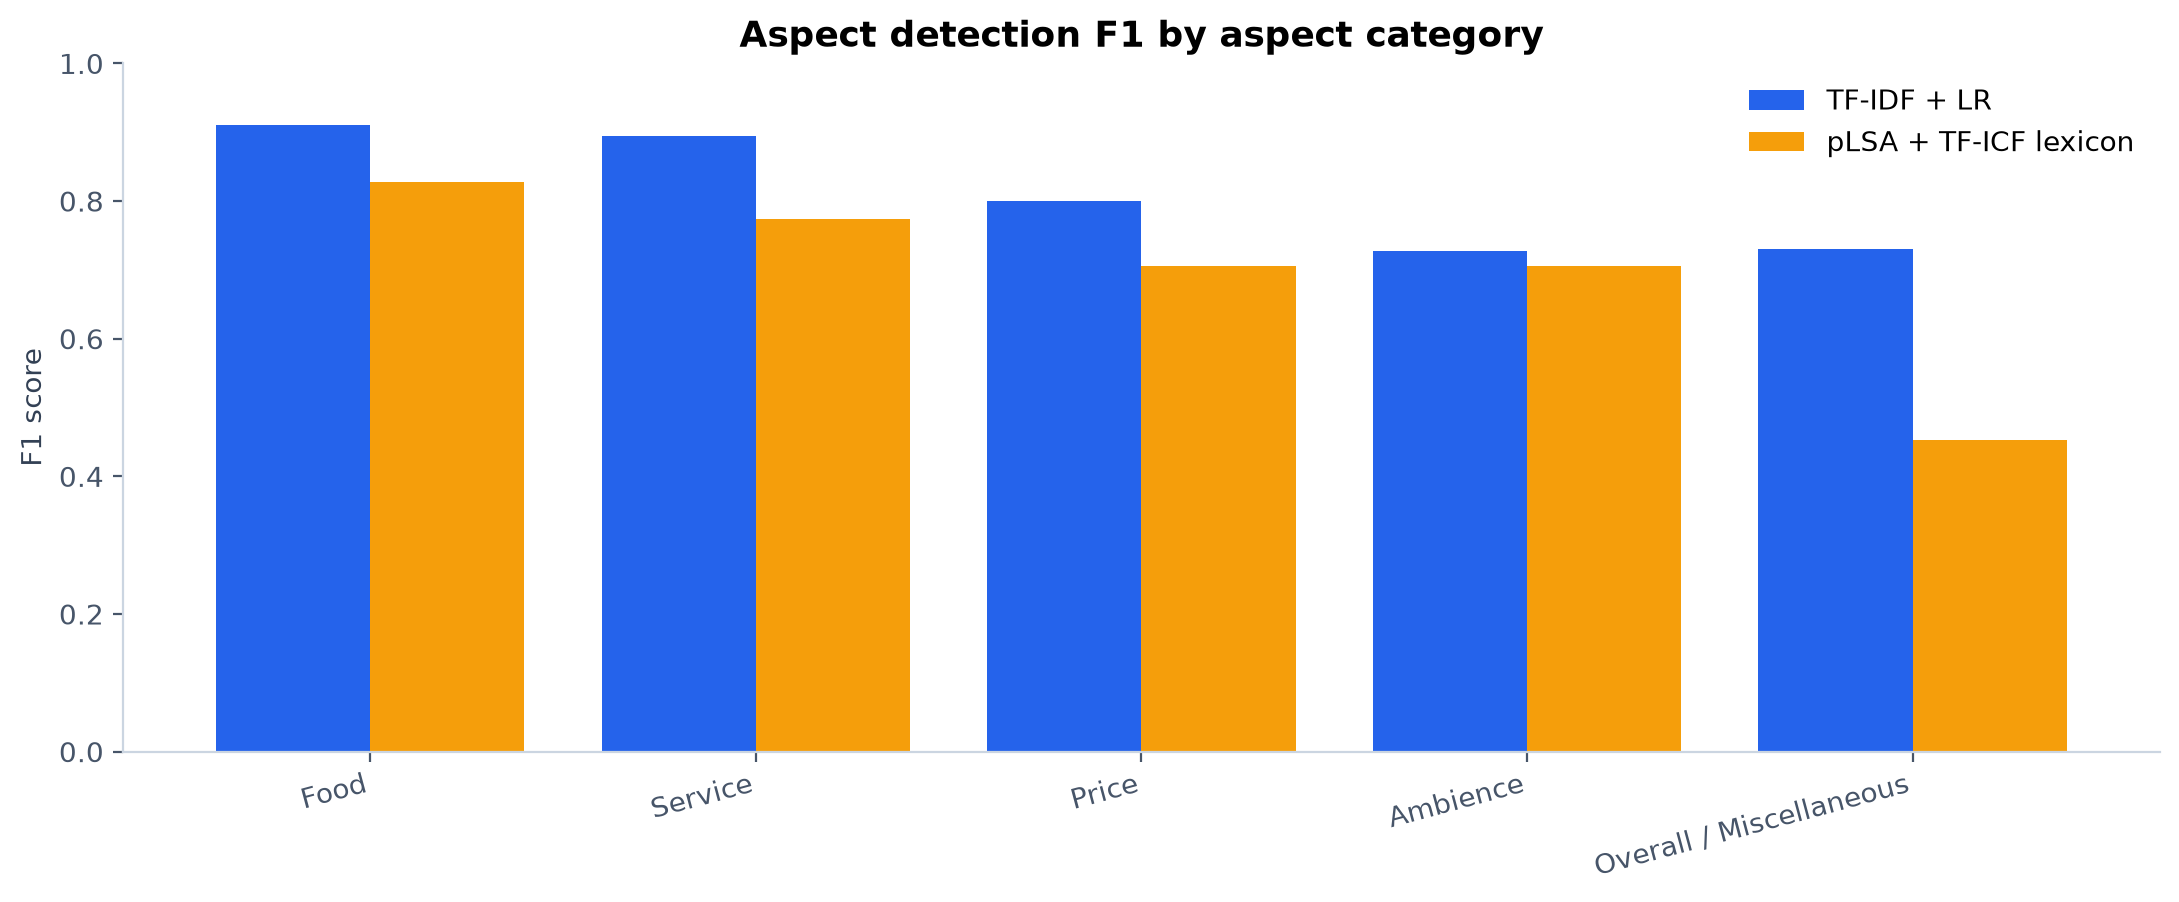 Aspect detection F1 by aspect category
TF-IDF + LR
pLSA + TF-ICF lexicon
F1 score
1.0
0.8
0.6
0.4
0.2
0.0
Food
Service
Price
Ambience
Overall / Miscellaneous